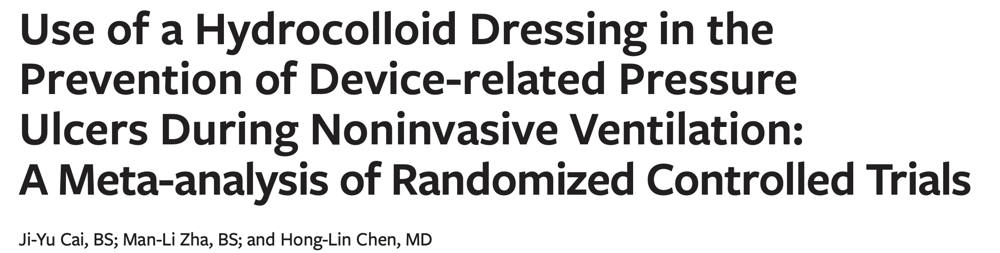 Use of a Hydrocolloid Dressing in the
Prevention of Device-related Pressure
Ulcers During Noninvasive Ventilation:
A Meta-analysis of Randomized Controlled Trials
Ji-Yu Cai, BS; Man-Li Zha, BS; and Hong-Lin Chen, MD